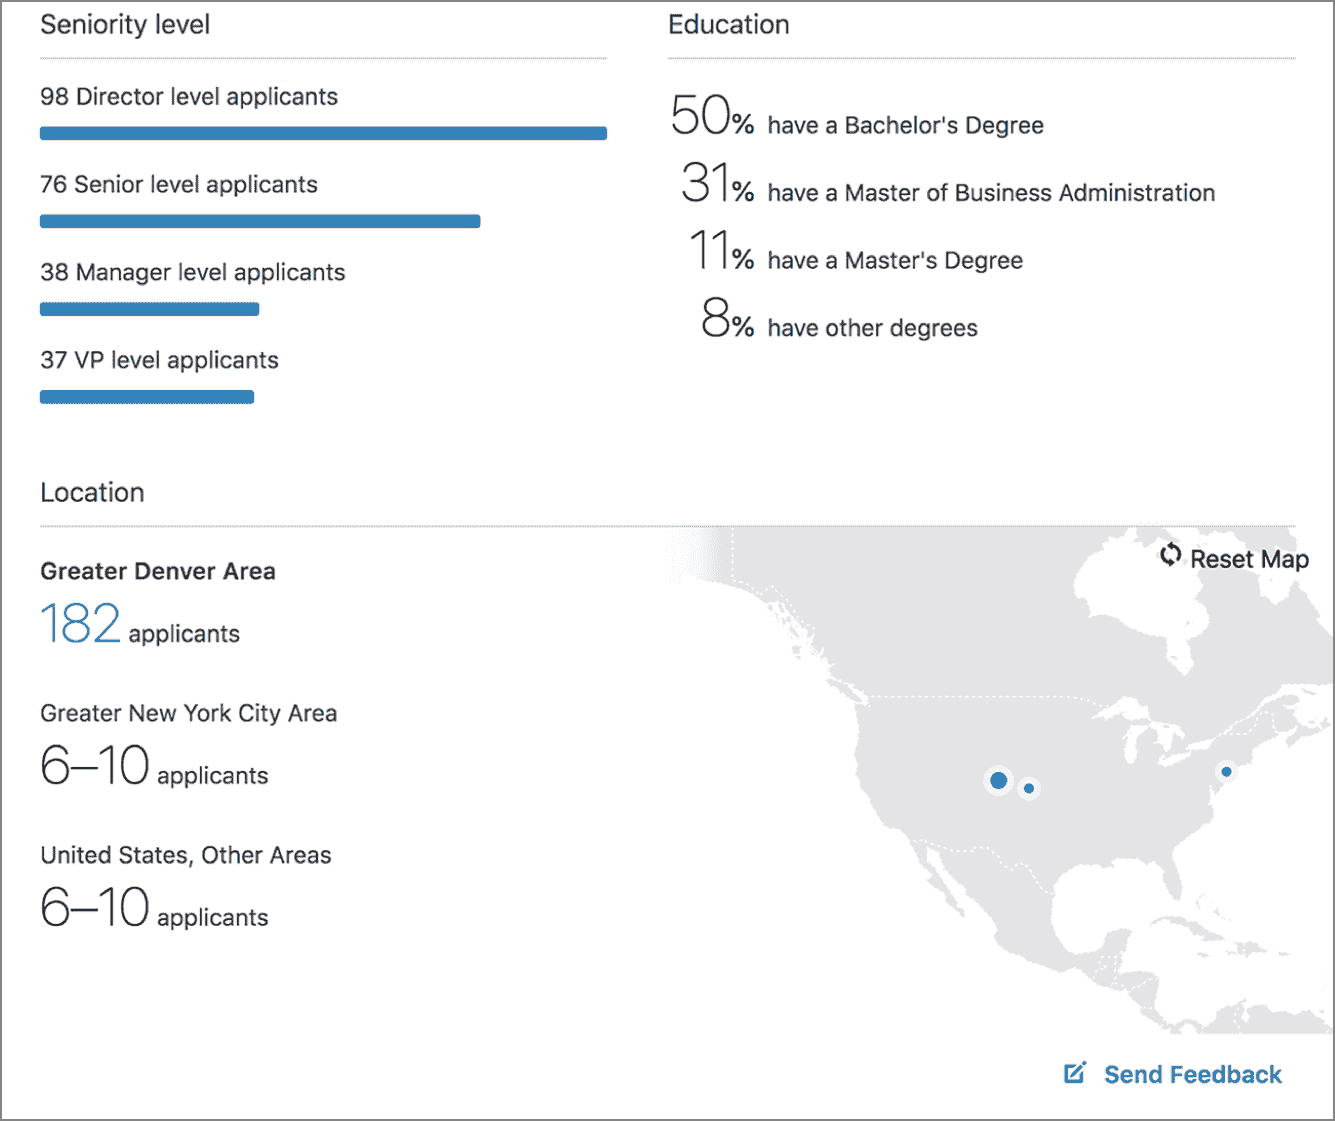 Seniority level
98 Director level applicants
76 Senior level applicants
38 Manager level applicants
37 VP level applicants
Education
50% have a Bachelor's Degree
31% have a Master of Business Administration
11% have a Master's Degree
8% have other degrees
Location
Greater Denver Area
182 applicants
Greater New York City Area
6–10 applicants
United States, Other Areas
6–10 applicants
Reset Map
Send Feedback